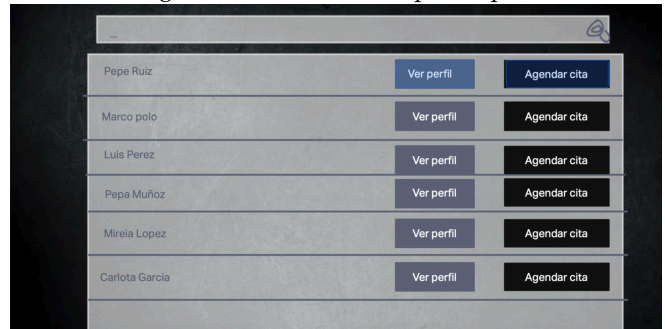 ...
Pepe Ruiz Ver perfil Agendar cita
Marco polo Ver perfil Agendar cita
Luis Perez Ver perfil Agendar cita
Pepa Muñoz Ver perfil Agendar cita
Mireia Lopez Ver perfil Agendar cita
Carlota Garcia Ver perfil Agendar cita